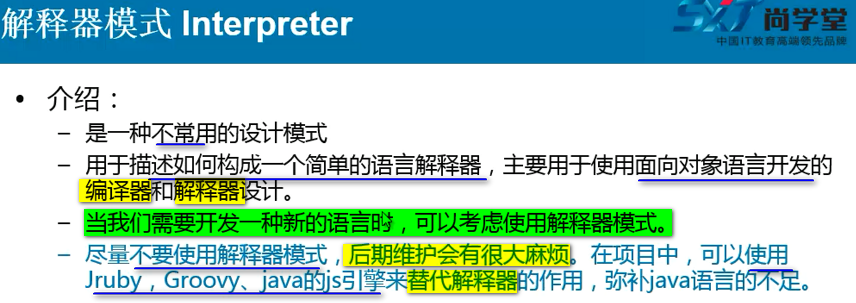 解释器模式 Interpreter
SXT 尚学堂
中国IT教育高端领先品牌
• 介绍：
– 是一种不常用的设计模式
– 用于描述如何构成一个简单的语言解释器，主要用于使用面向对象语言开发的
编译器和解释器设计。
– 当我们需要开发一种新的语言时，可以考虑使用解释器模式。
– 尽量不要使用解释器模式，后期维护会有很大麻烦。在项目中，可以使用
Jruby，Groovy、java的js引擎来替代解释器的作用，弥补java语言的不足。